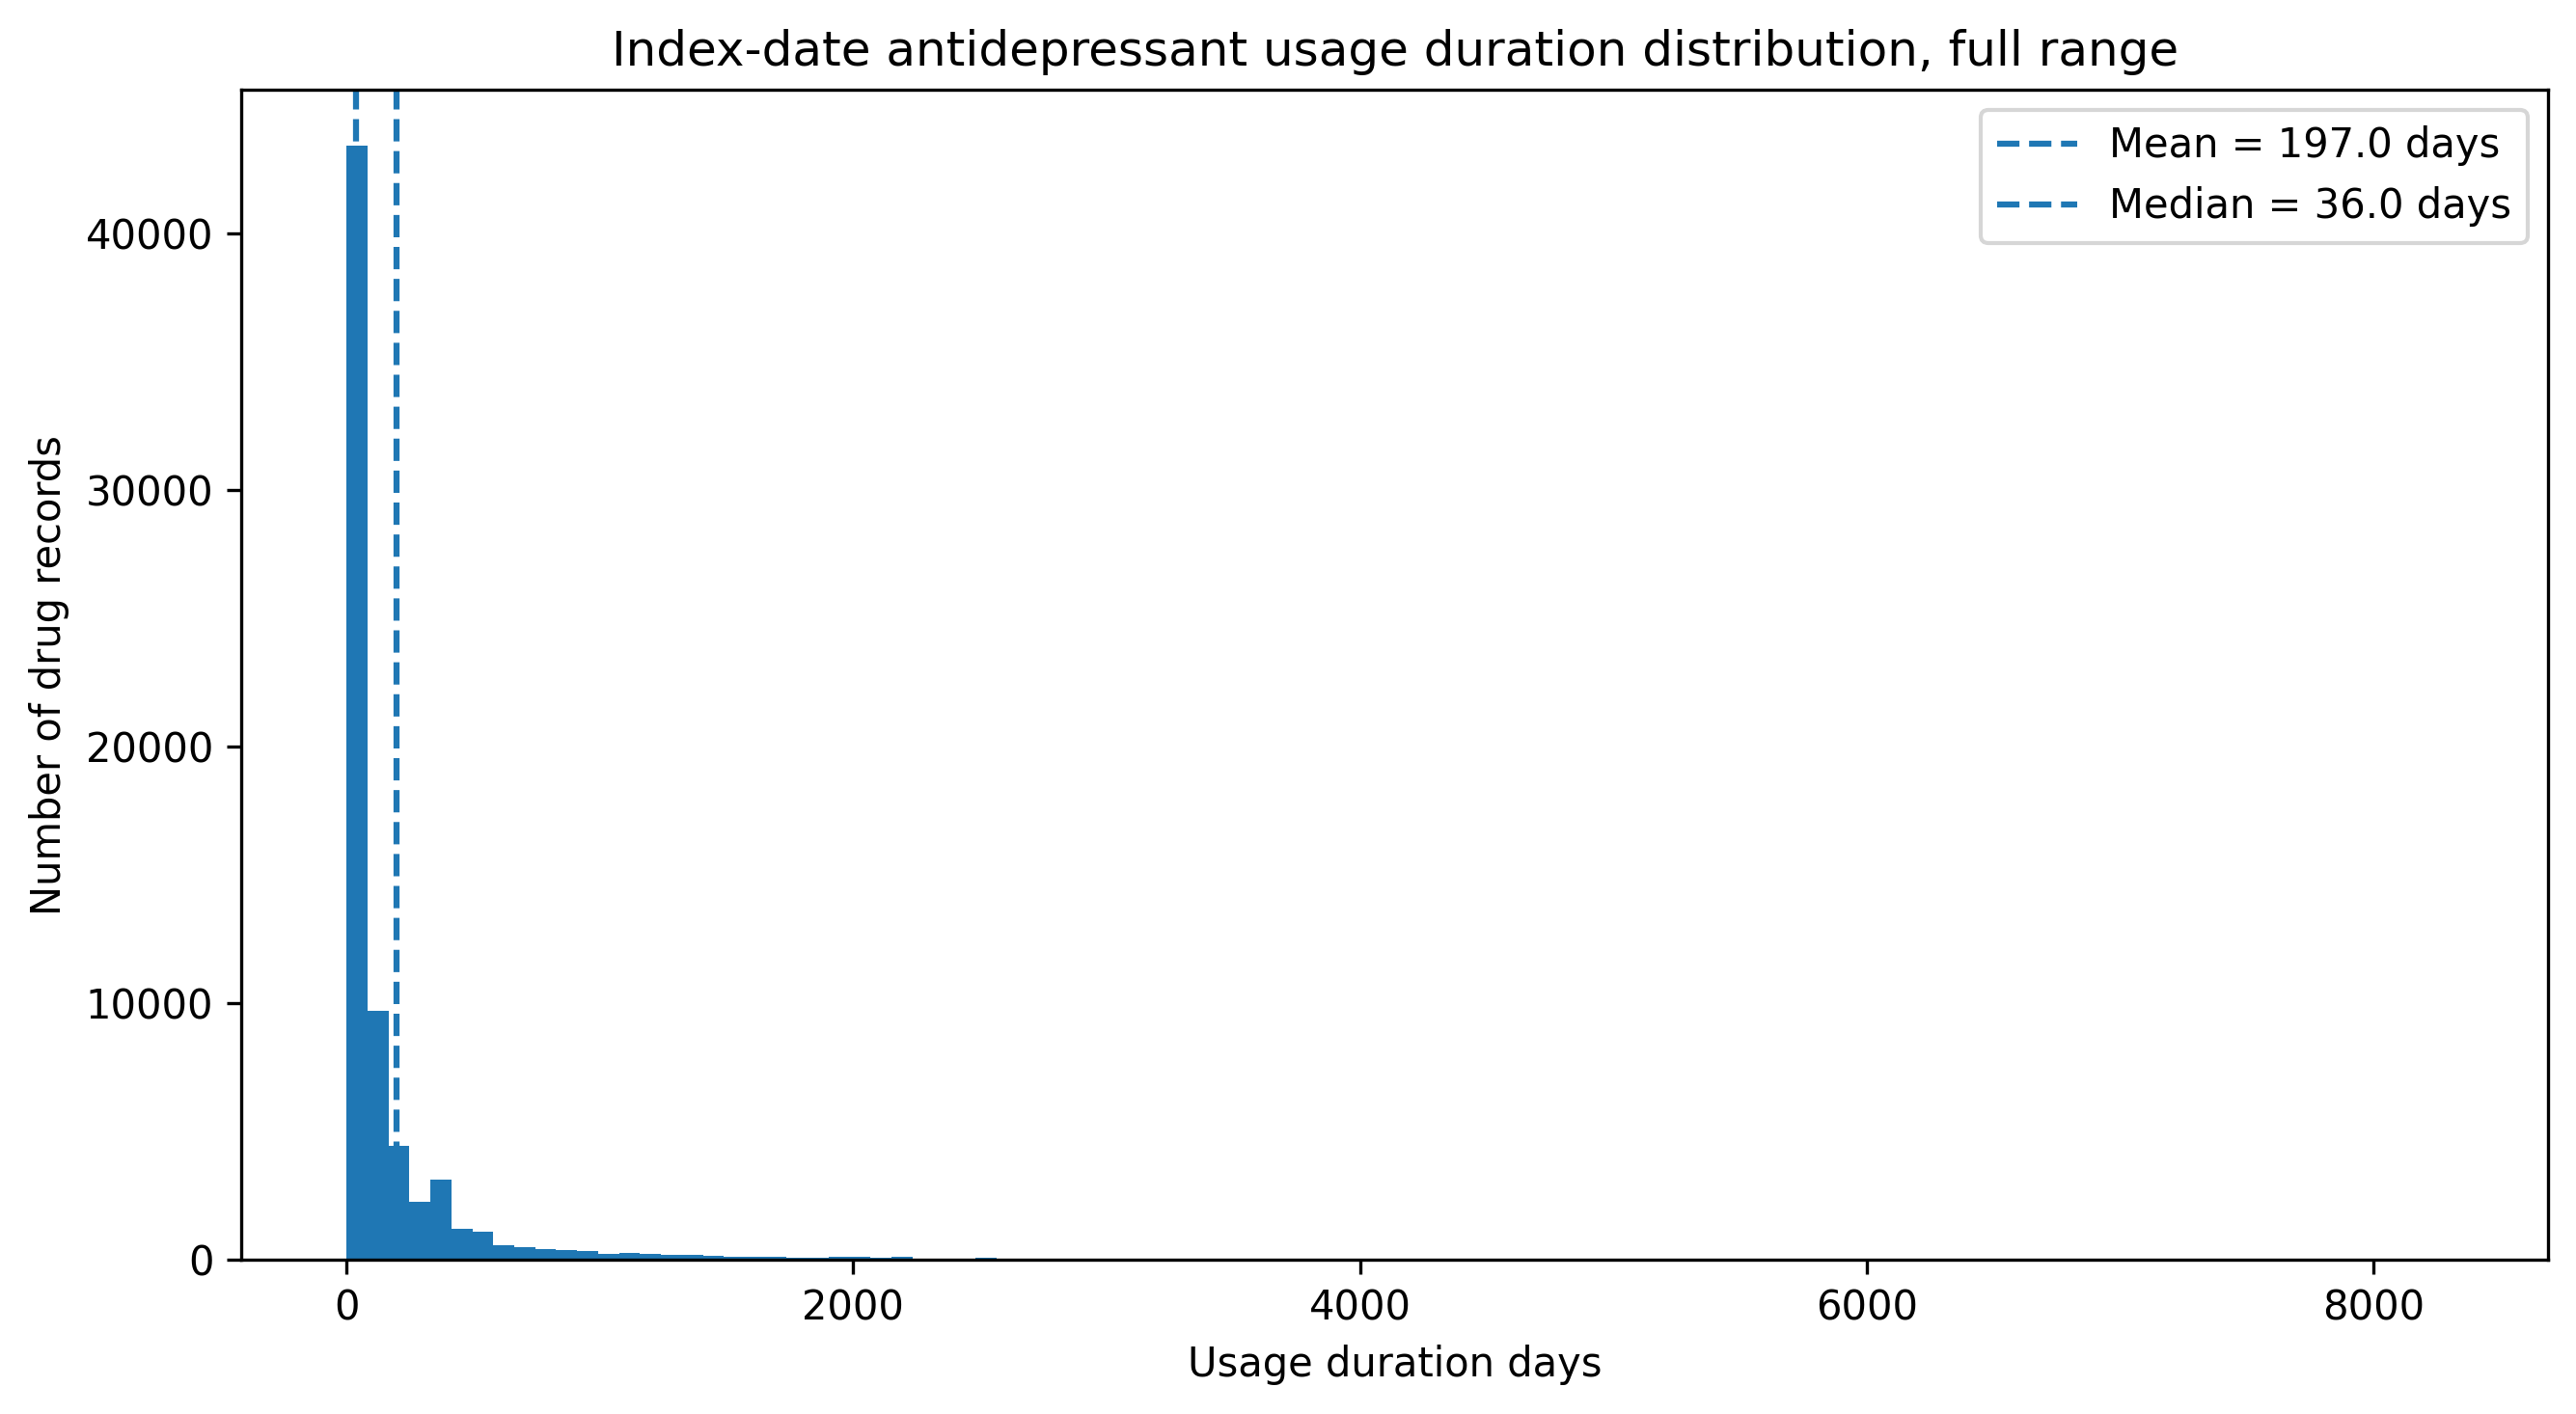 Index-date antidepressant usage duration distribution, full range
Mean = 197.0 days
Median = 36.0 days
Number of drug records
40000
30000
20000
10000
0
0 2000 4000 6000 8000
Usage duration days